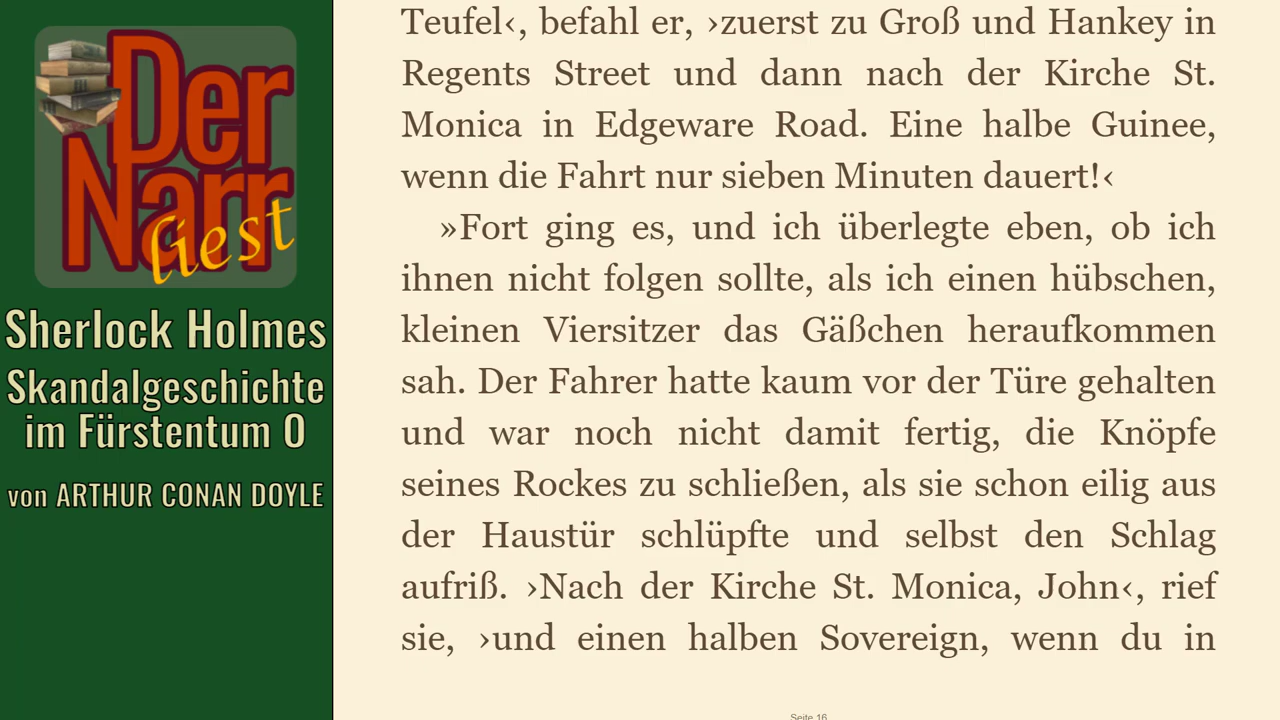 Der
Narr
liest
Sherlock Holmes
Skandalgeschichte
im Fürstentum O
von ARTHUR CONAN DOYLE
Teufel‹, befahl er, ›zuerst zu Groß und Hankey in
Regents Street und dann nach der Kirche St.
Monica in Edgeware Road. Eine halbe Guinee,
wenn die Fahrt nur sieben Minuten dauert!‹
»Fort ging es, und ich überlegte eben, ob ich
ihnen nicht folgen sollte, als ich einen hübschen,
kleinen Viersitzer das Gäßchen heraufkommen
sah. Der Fahrer hatte kaum vor der Türe gehalten
und war noch nicht damit fertig, die Knöpfe
seines Rockes zu schließen, als sie schon eilig aus
der Haustür schlüpfte und selbst den Schlag
aufriß. ›Nach der Kirche St. Monica, John‹, rief
sie, ›und einen halben Sovereign, wenn du in
Seite 16